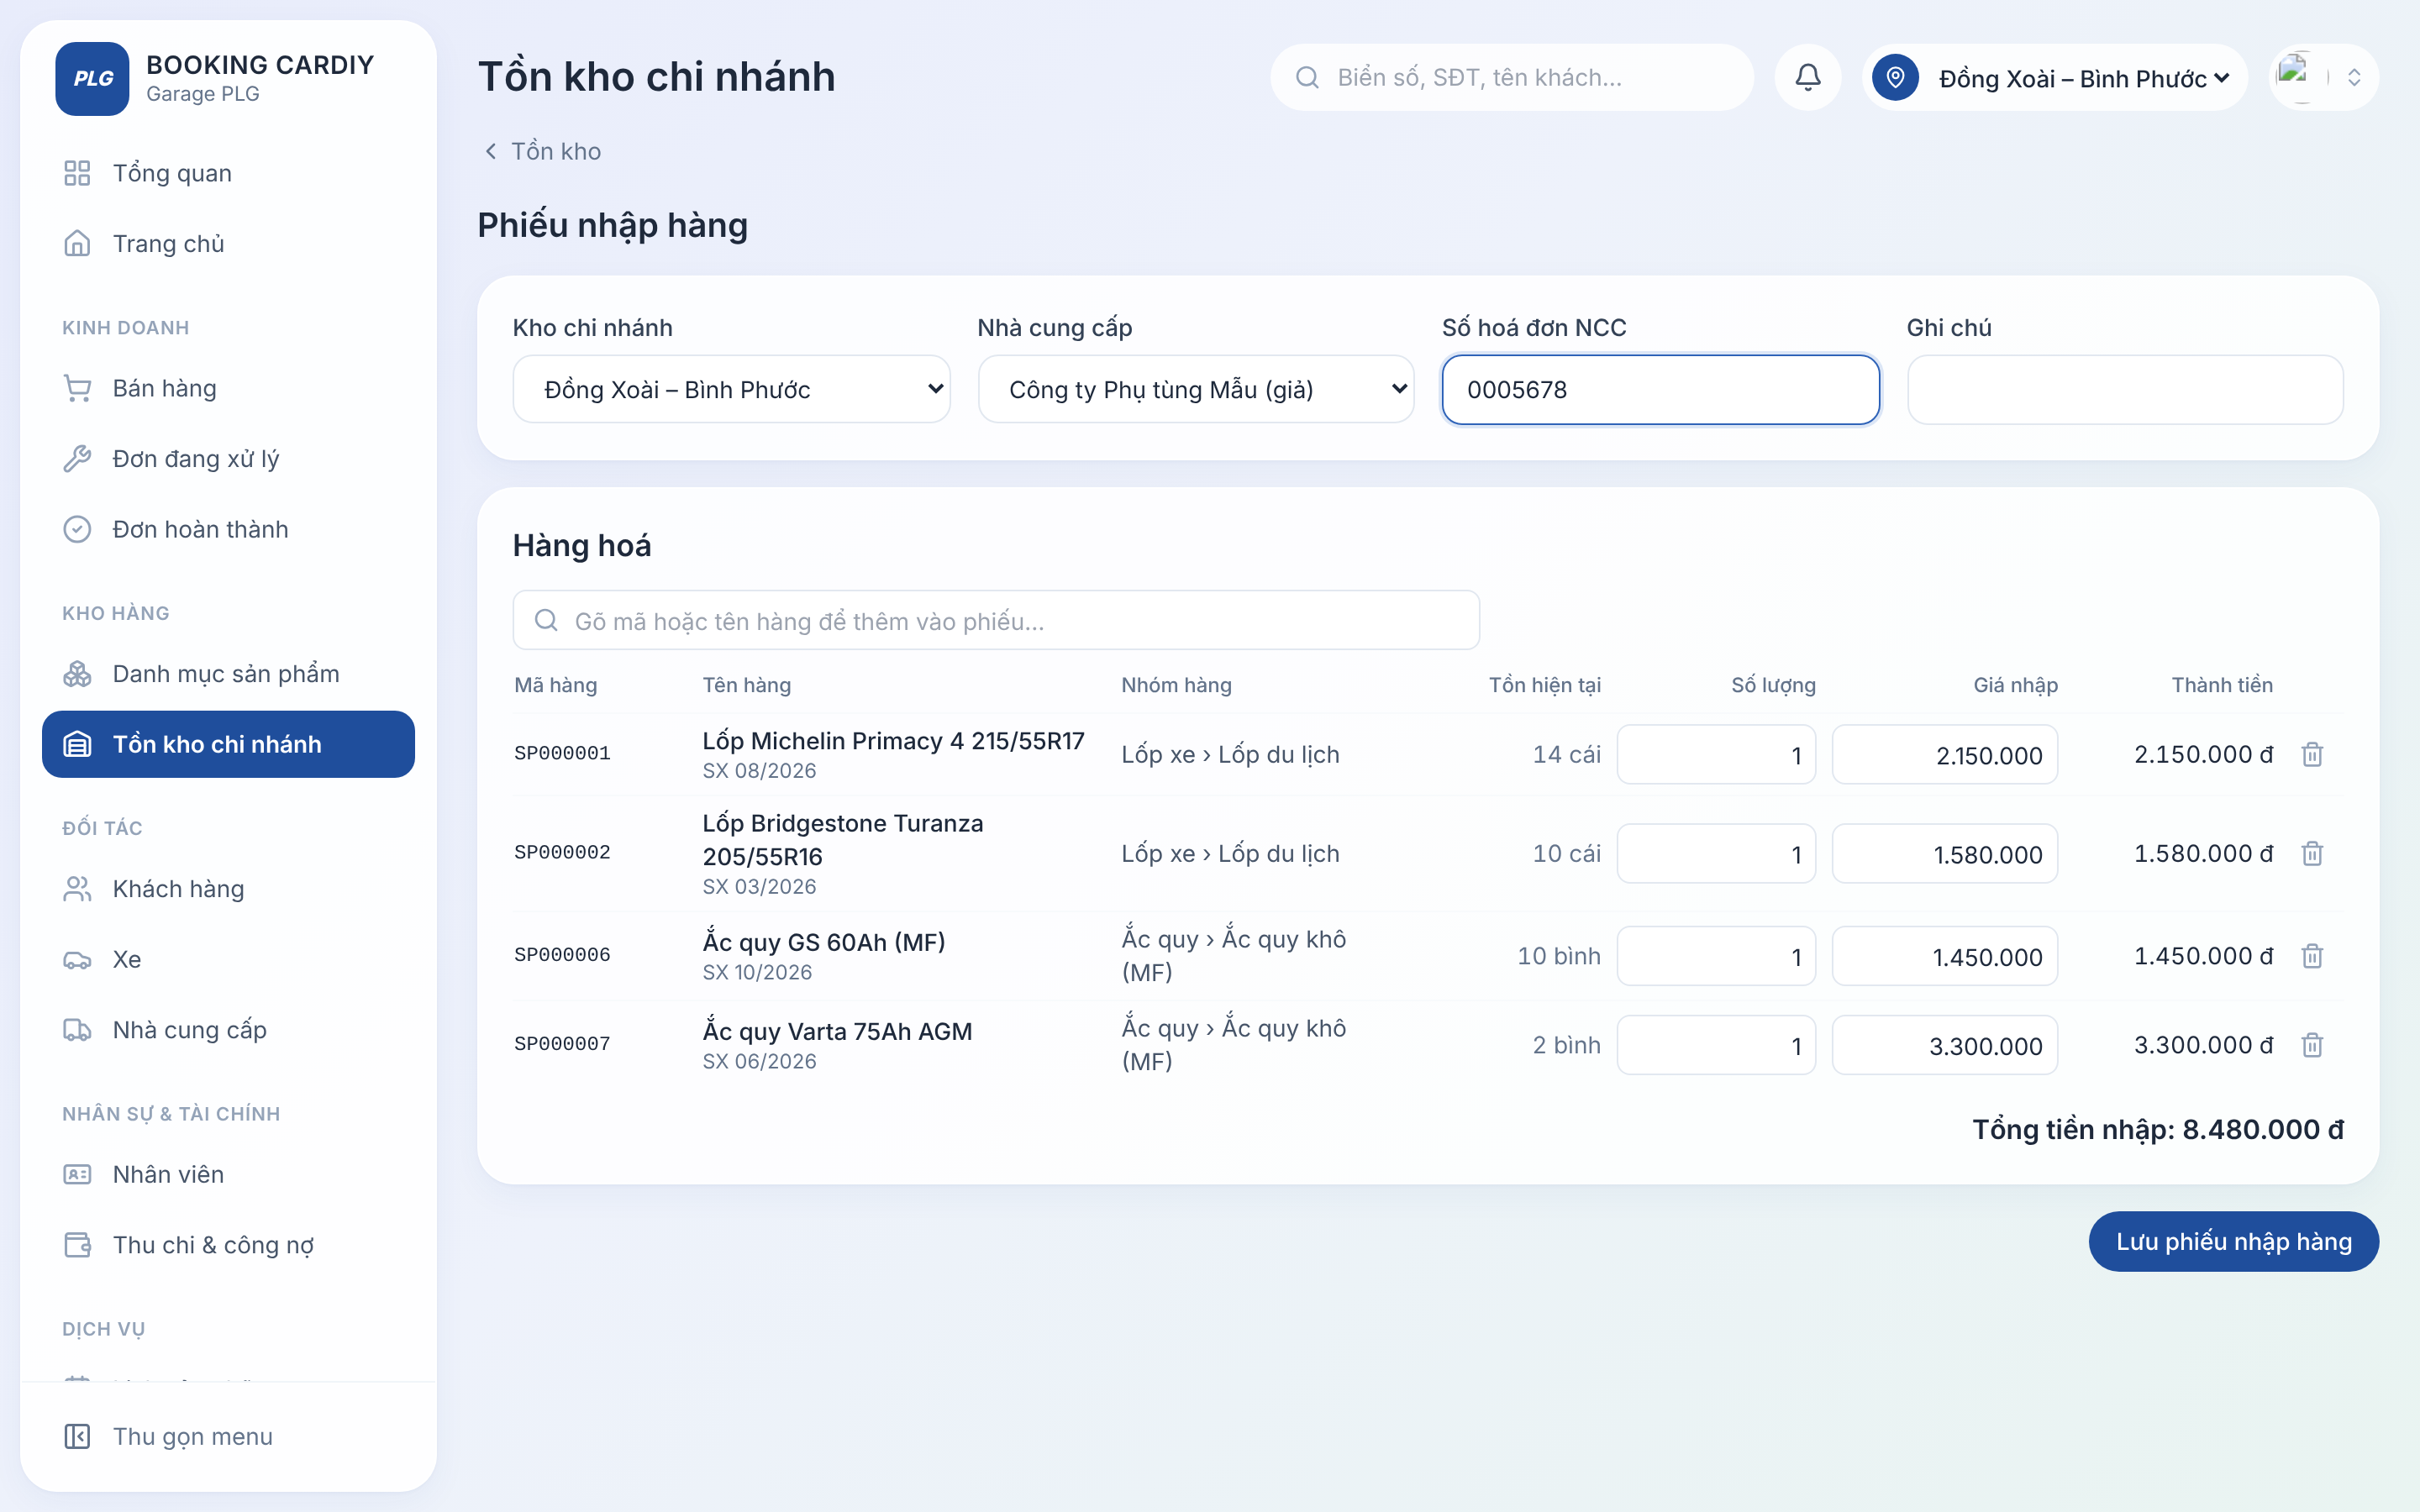 PLG
BOOKING CARDIY
Garage PLG
Tổng quan
Trang chủ
KINH DOANH
Bán hàng
Đơn đang xử lý
Đơn hoàn thành
KHO HÀNG
Danh mục sản phẩm
Tồn kho chi nhánh
ĐỐI TÁC
Khách hàng
Xe
Nhà cung cấp
NHÂN SỰ & TÀI CHÍNH
Nhân viên
Thu chi & công nợ
DỊCH VỤ
Thu gọn menu
Tồn kho chi nhánh
Biển số, SĐT, tên khách...
Đồng Xoài – Bình Phước
Tồn kho
Phiếu nhập hàng
Kho chi nhánh
Nhà cung cấp
Số hoá đơn NCC
Ghi chú
Đồng Xoài – Bình Phước
Công ty Phụ tùng Mẫu (giả)
0005678
Hàng hoá
Gõ mã hoặc tên hàng để thêm vào phiếu...
Mã hàng Tên hàng Nhóm hàng Tồn hiện tại Số lượng Giá nhập Thành tiền
SP000001 Lốp Michelin Primacy 4 215/55R17 Lốp xe › Lốp du lịch 14 cái 1 2.150.000 2.150.000 đ
SX 08/2026
SP000002 Lốp Bridgestone Turanza Lốp xe › Lốp du lịch 10 cái 1 1.580.000 1.580.000 đ
205/55R16
SX 03/2026
SP000006 Ắc quy GS 60Ah (MF) Ắc quy › Ắc quy khô 10 bình 1 1.450.000 1.450.000 đ
SX 10/2026 (MF)
SP000007 Ắc quy Varta 75Ah AGM Ắc quy › Ắc quy khô 2 bình 1 3.300.000 3.300.000 đ
SX 06/2026 (MF)
Tổng tiền nhập: 8.480.000 đ
Lưu phiếu nhập hàng